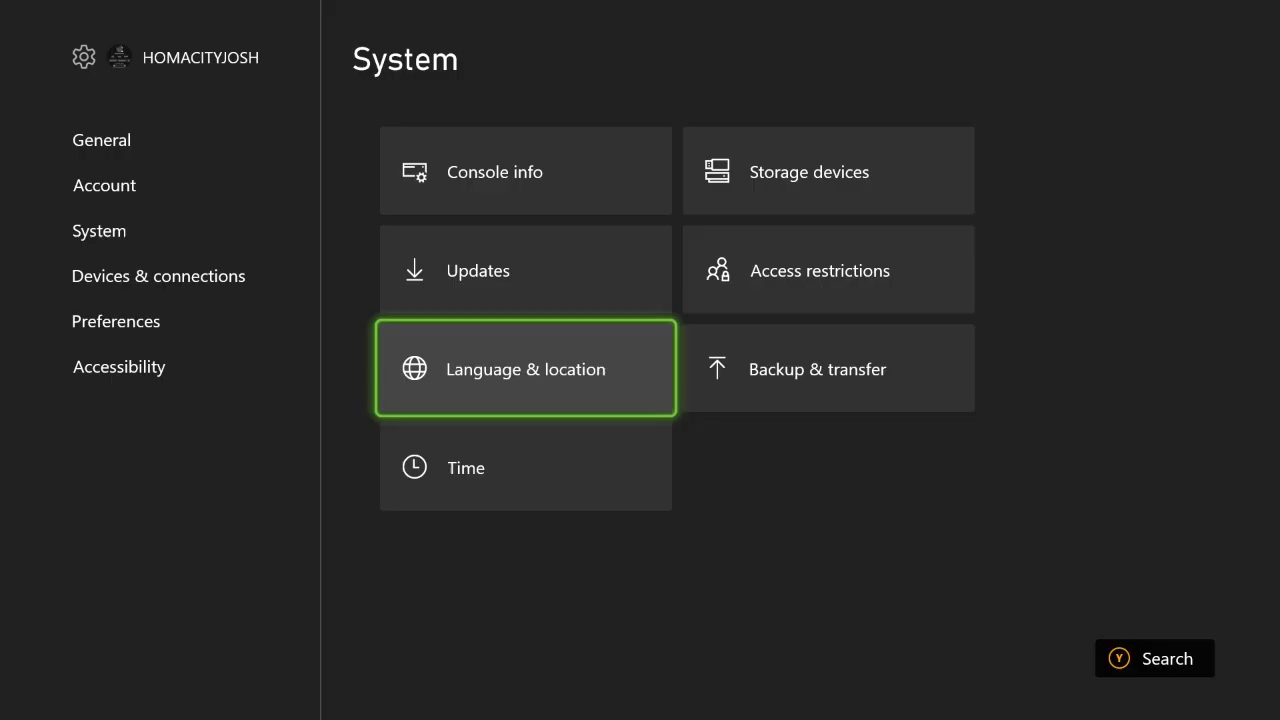 HOMACITYJOSH
General
Account
System
Devices & connections
Preferences
Accessibility
System
Console info
Storage devices
Updates
Access restrictions
Language & location
Backup & transfer
Time
Y Search